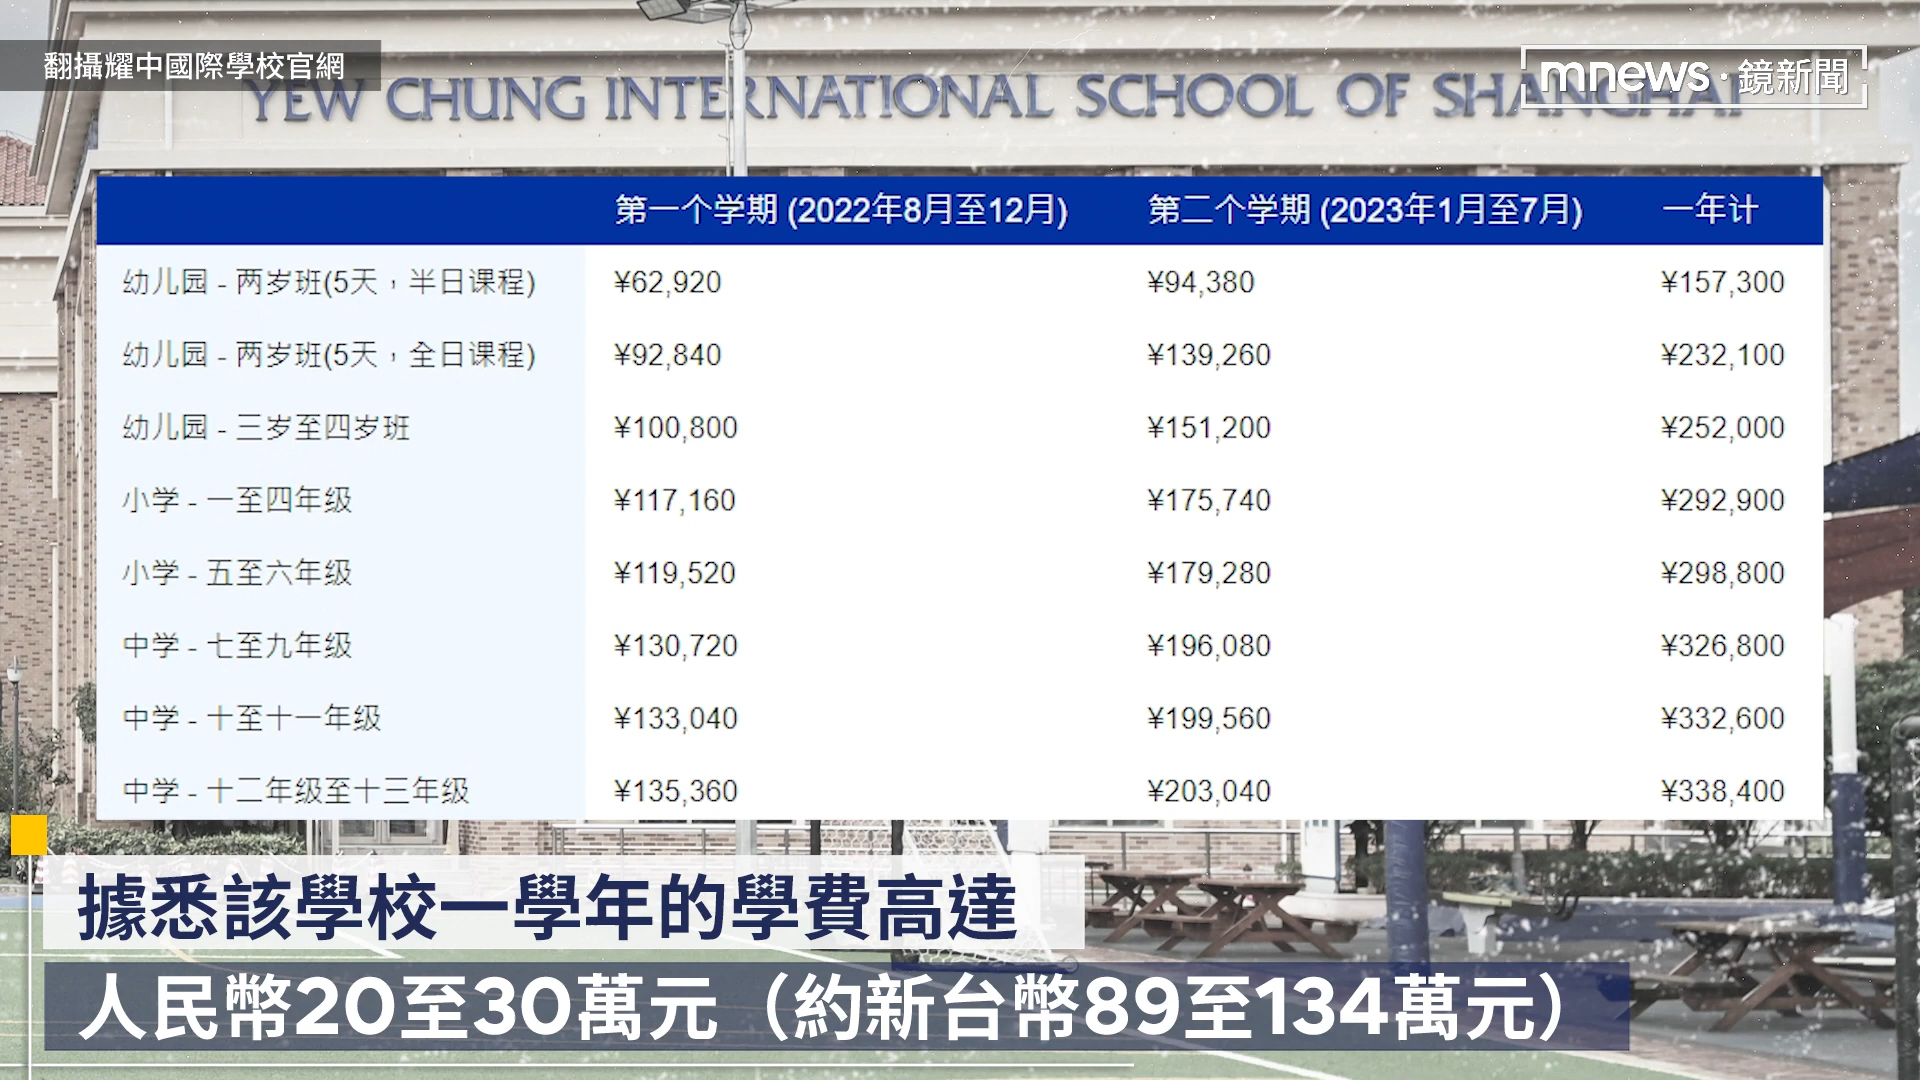 翻攝耀中國際學校官網
mnews·鏡新聞
YEW CHUNG INTERNATIONAL SCHOOL OF SHANGHAI
第一个学期 (2022年8月至12月) 第二个学期 (2023年1月至7月) 一年计
幼儿园 - 两岁班(5天，半日课程) ¥62,920 ¥94,380 ¥157,300
幼儿园 - 两岁班(5天，全日课程) ¥92,840 ¥139,260 ¥232,100
幼儿园 - 三岁至四岁班 ¥100,800 ¥151,200 ¥252,000
小学 - 一至四年级 ¥117,160 ¥175,740 ¥292,900
小学 - 五至六年级 ¥119,520 ¥179,280 ¥298,800
中学 - 七至九年级 ¥130,720 ¥196,080 ¥326,800
中学 - 十至十一年级 ¥133,040 ¥199,560 ¥332,600
中学 - 十二年级至十三年级 ¥135,360 ¥203,040 ¥338,400
據悉該學校一學年的學費高達
人民幣20至30萬元（約新台幣89至134萬元）